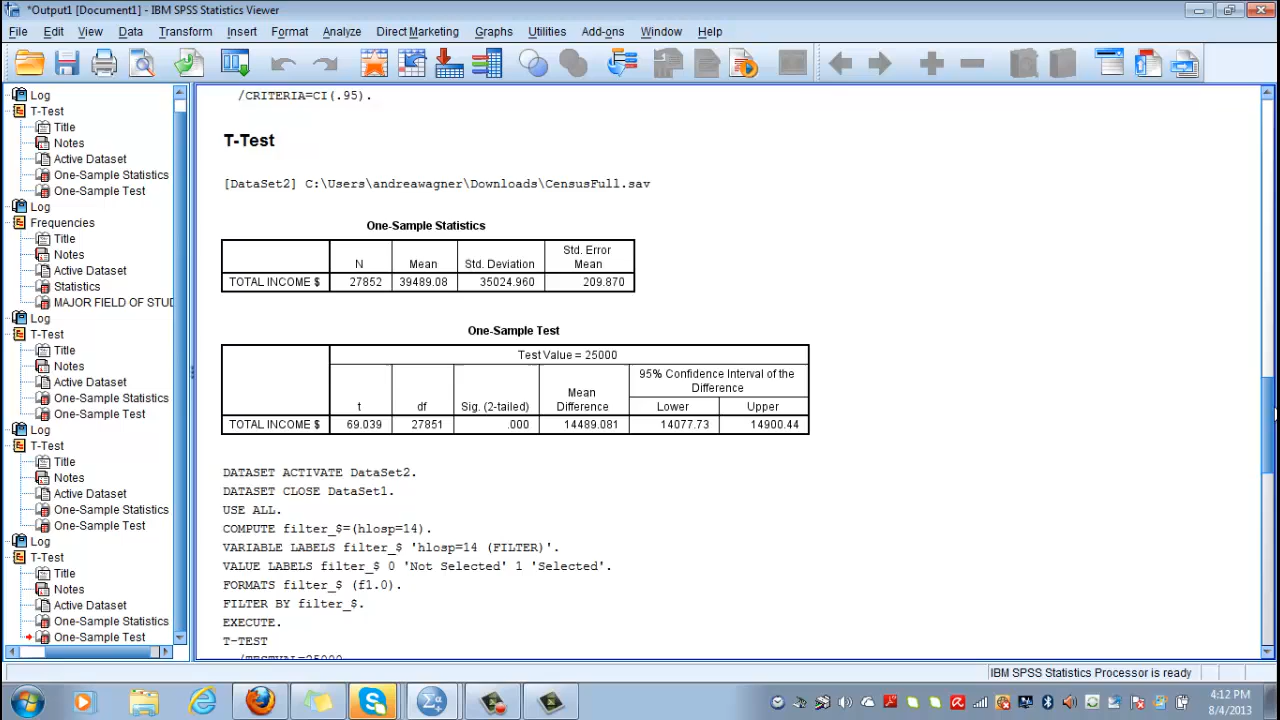 *Output1 [Document1] - IBM SPSS Statistics Viewer
File Edit View Data Transform Insert Format Analyze Direct Marketing Graphs Utilities Add-ons Window Help
Log
T-Test
Title
Notes
Active Dataset
One-Sample Statistics
One-Sample Test
Log
Frequencies
Title
Notes
Active Dataset
Statistics
MAJOR FIELD OF STUD
Log
T-Test
Title
Notes
Active Dataset
One-Sample Statistics
One-Sample Test
Log
T-Test
Title
Notes
Active Dataset
One-Sample Statistics
One-Sample Test
Log
T-Test
Title
Notes
Active Dataset
One-Sample Statistics
One-Sample Test
/CRITERIA=CI(.95).
T-Test
[DataSet2] C:\Users\andreawagner\Downloads\CensusFull.sav
One-Sample Statistics
N Mean Std. Deviation Std. Error Mean
TOTAL INCOME $ 27852 39489.08 35024.960 209.870
One-Sample Test
Test Value = 25000
95% Confidence Interval of the Difference
t df Sig. (2-tailed) Mean Difference Lower Upper
TOTAL INCOME $ 69.039 27851 .000 14489.081 14077.73 14900.44
DATASET ACTIVATE DataSet2.
DATASET CLOSE DataSet1.
USE ALL.
COMPUTE filter_$=(hlosp=14).
VARIABLE LABELS filter_$ 'hlosp=14 (FILTER)'.
VALUE LABELS filter_$ 0 'Not Selected' 1 'Selected'.
FORMATS filter_$ (f1.0).
FILTER BY filter_$.
EXECUTE.
T-TEST
/TESTVAL=25000
IBM SPSS Statistics Processor is ready
4:12 PM
8/4/2013